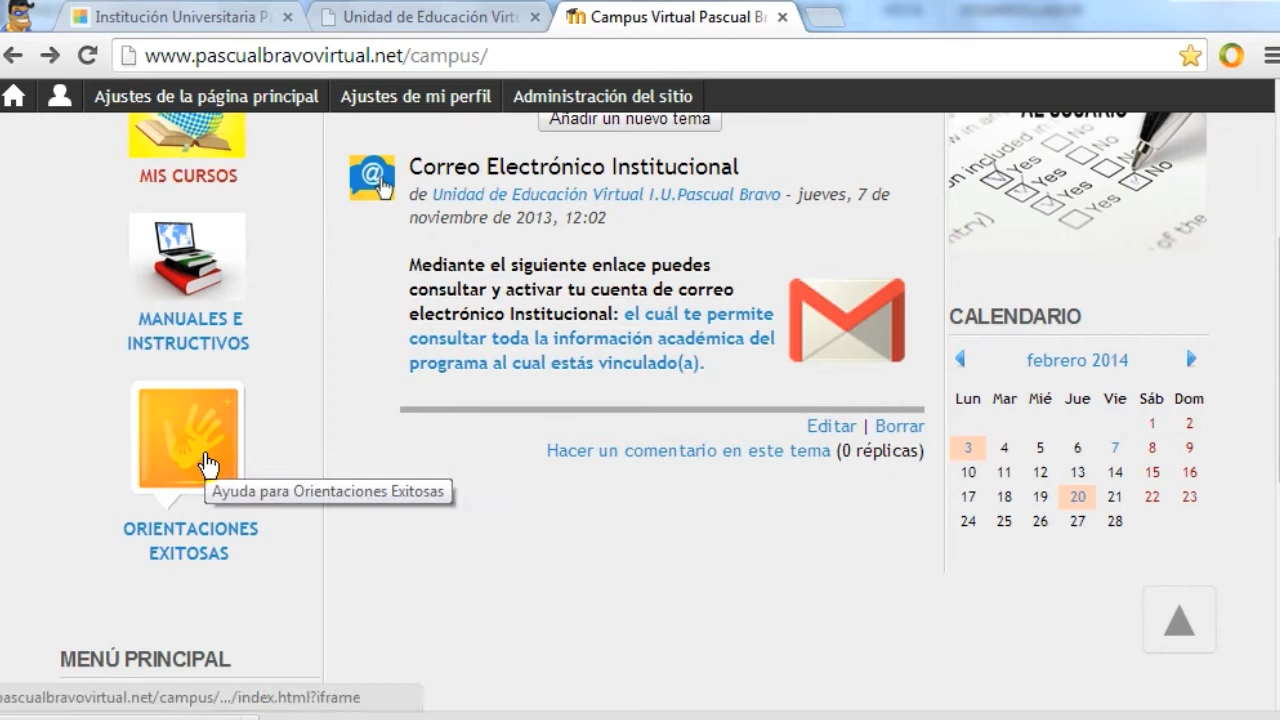 Institución Universitaria P
Unidad de Educación Virt
Campus Virtual Pascual B
www.pascualbravovirtual.net/campus/
Ajustes de la página principal
Ajustes de mi perfil
Administración del sitio
Añadir un nuevo tema
AL USUARIO
MIS CURSOS
Correo Electrónico Institucional
de Unidad de Educación Virtual I.U.Pascual Bravo - jueves, 7 de
noviembre de 2013, 12:02
Yes No
Yes No
Yes No
Yes
of the
Mediante el siguiente enlace puedes
consultar y activar tu cuenta de correo
electrónico Institucional: el cuál te permite
consultar toda la información académica del
programa al cual estás vinculado(a).
MANUALES E
INSTRUCTIVOS
Editar | Borrar
Hacer un comentario en este tema (0 réplicas)
Ayuda para Orientaciones Exitosas
ORIENTACIONES
EXITOSAS
CALENDARIO
febrero 2014
Lun Mar Mié Jue Vie Sáb Dom
1 2
3 4 5 6 7 8 9
10 11 12 13 14 15 16
17 18 19 20 21 22 23
24 25 26 27 28
MENÚ PRINCIPAL
pascualbravovirtual.net/campus/.../index.html?iframe